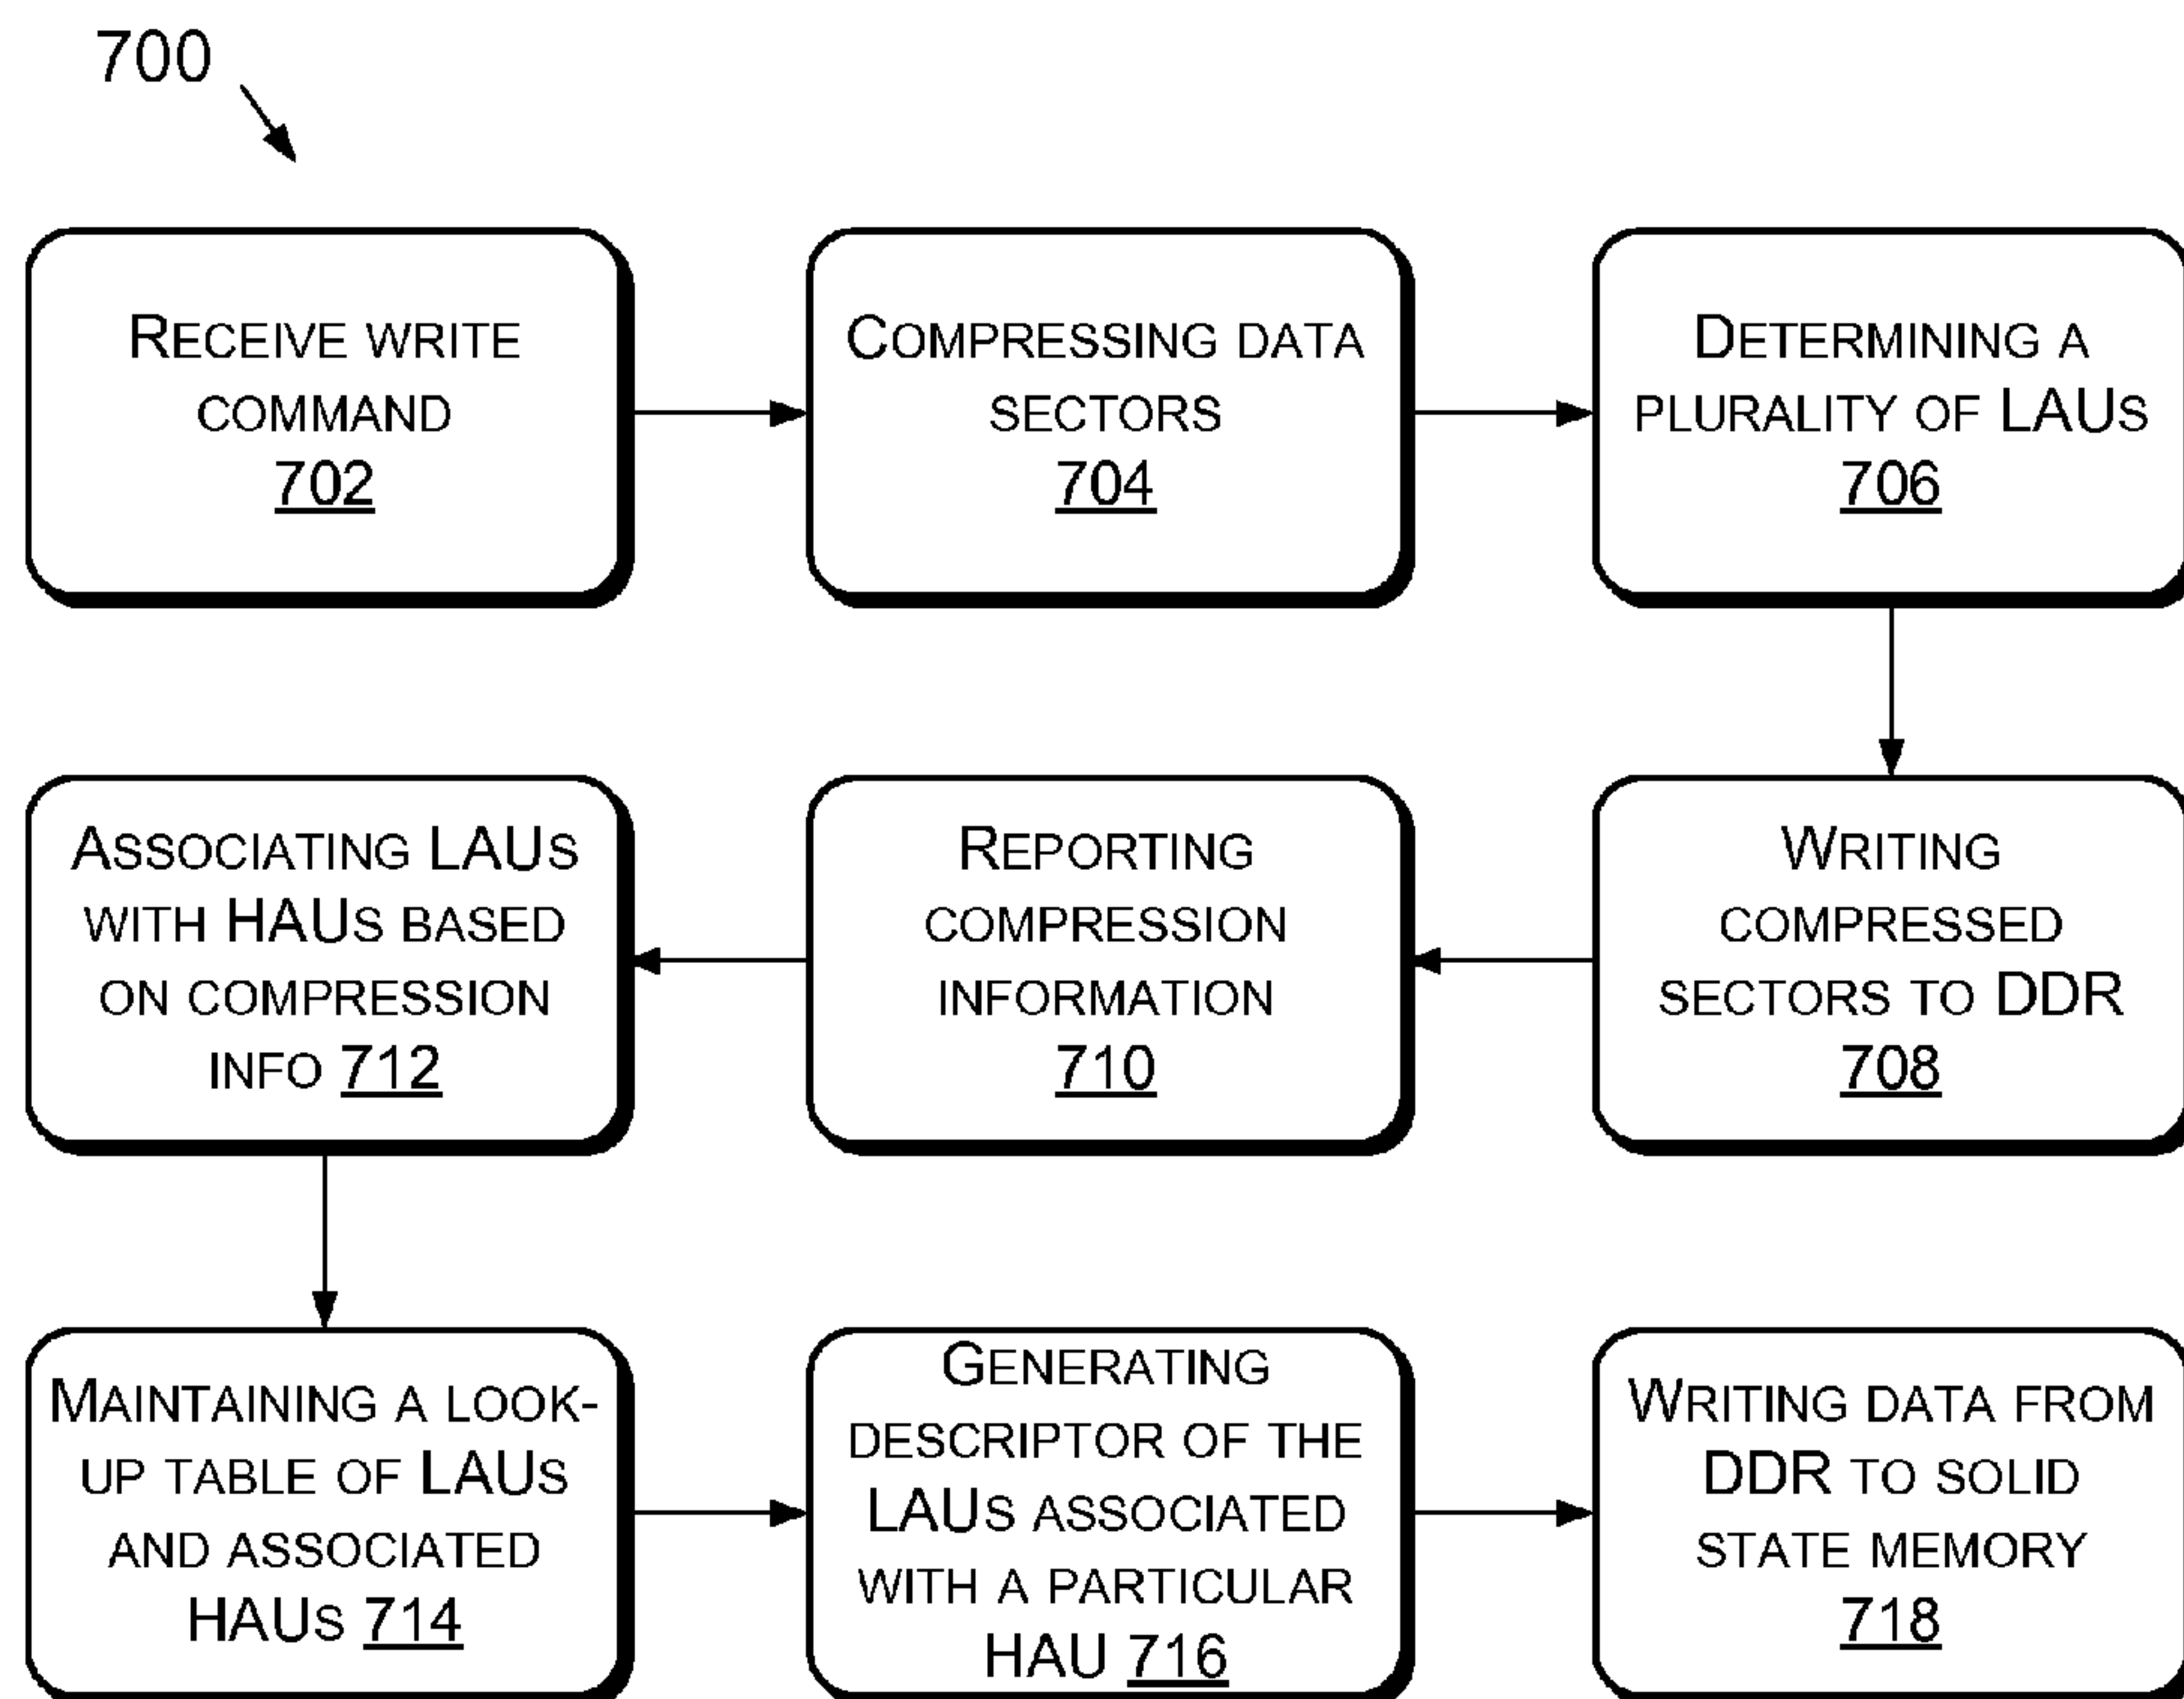 700
RECEIVE WRITE
COMMAND
702
COMPRESSING DATA
SECTORS
704
DETERMINING A
PLURALITY OF LAUS
706
WRITING
COMPRESSED
SECTORS TO DDR
708
REPORTING
COMPRESSION
INFORMATION
710
ASSOCIATING LAUS
WITH HAUS BASED
ON COMPRESSION
INFO 712
MAINTAINING A LOOK-
UP TABLE OF LAUS
AND ASSOCIATED
HAUS 714
GENERATING
DESCRIPTOR OF THE
LAUS ASSOCIATED
WITH A PARTICULAR
HAU 716
WRITING DATA FROM
DDR TO SOLID
STATE MEMORY
718